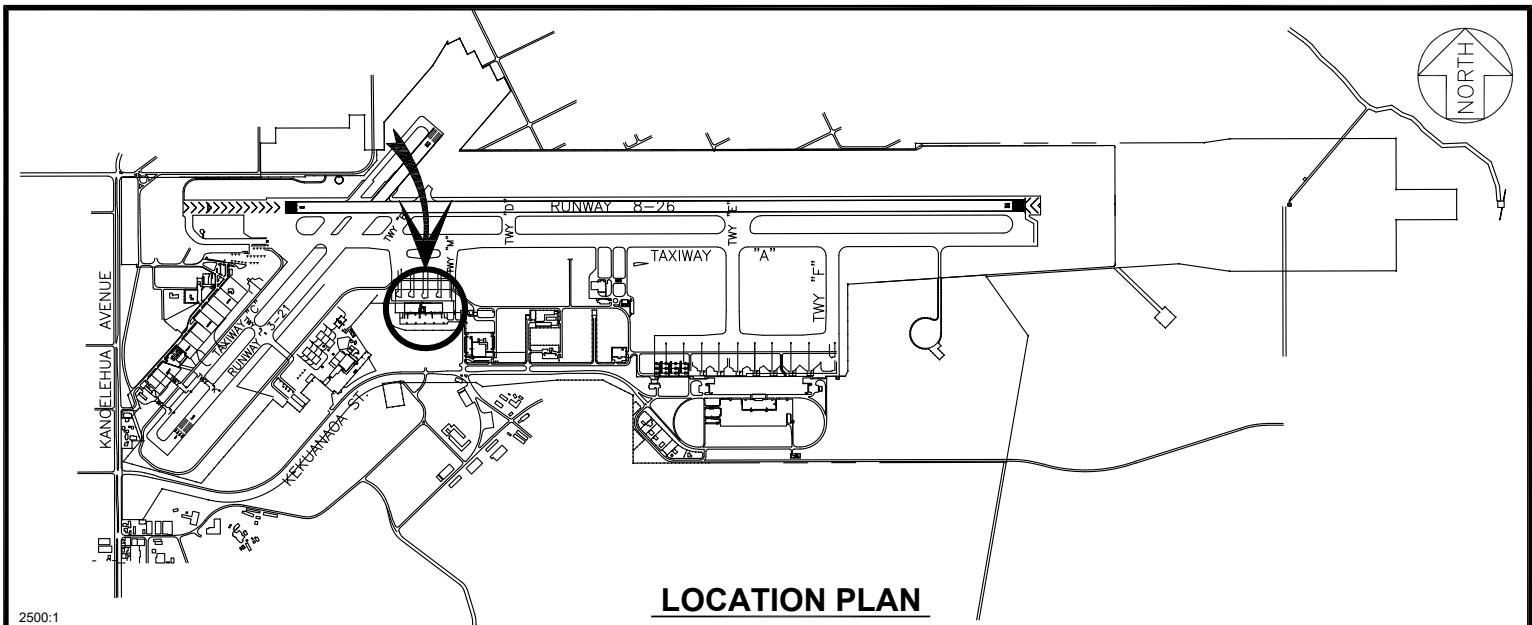 NORTH
RUNWAY 8-26
TWY "B"
TWY "D"
TWY "E"
TWY "M"
TAXIWAY "A"
TWY "F"
KANOELEHUA AVENUE
TAXIWAY "C"
RUNWAY 3-21
KEKUANAOA ST.
LOCATION PLAN
2500:1